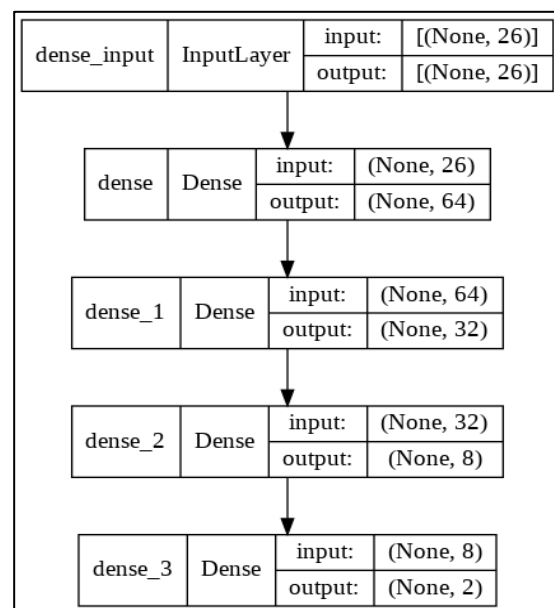 dense_input InputLayer input: [(None, 26)]
output: [(None, 26)]
dense Dense input: (None, 26)
output: (None, 64)
dense_1 Dense input: (None, 64)
output: (None, 32)
dense_2 Dense input: (None, 32)
output: (None, 8)
dense_3 Dense input: (None, 8)
output: (None, 2)